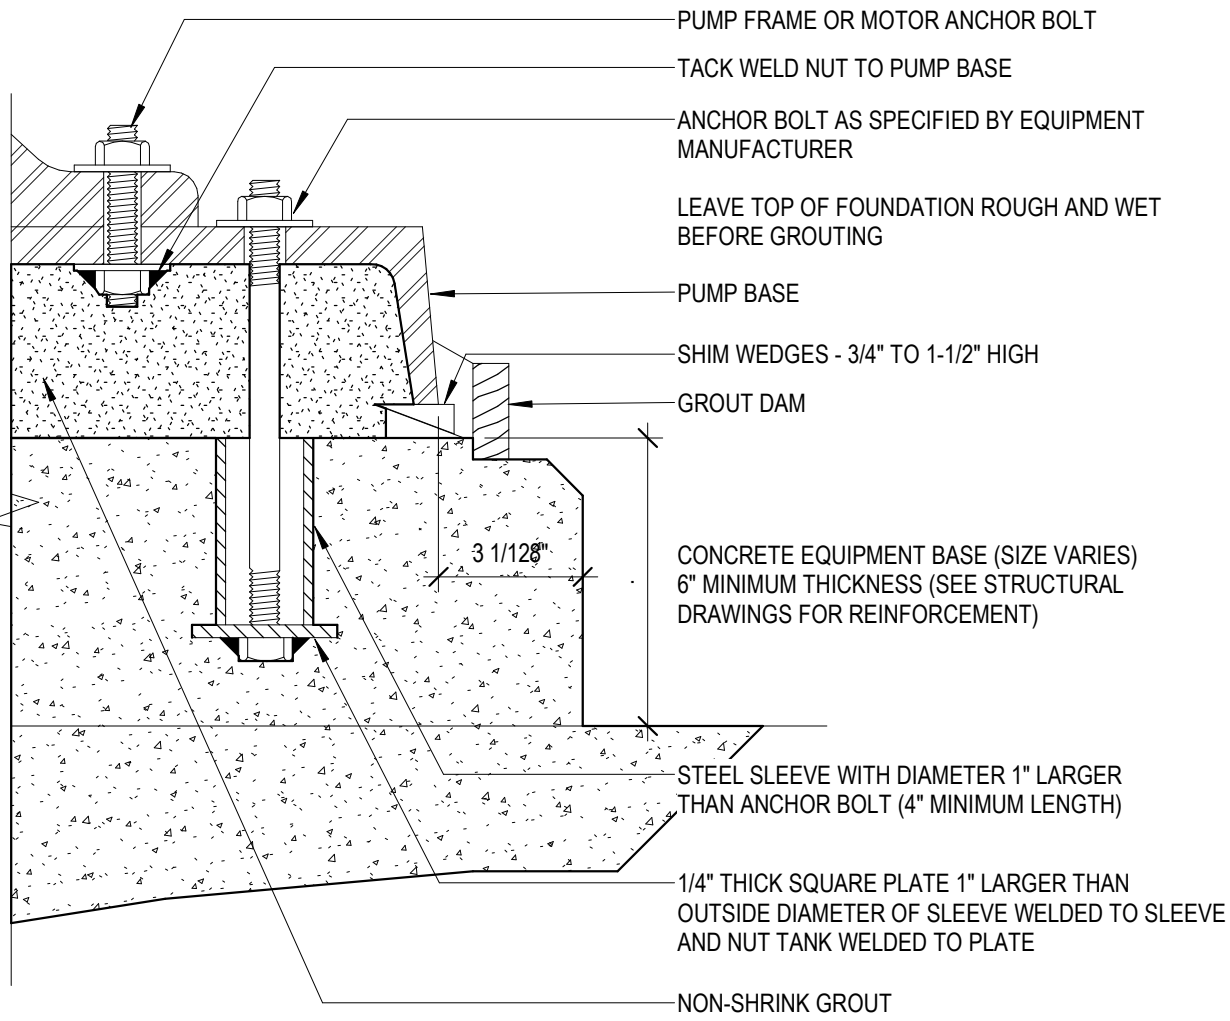 PUMP FRAME OR MOTOR ANCHOR BOLT
TACK WELD NUT TO PUMP BASE
ANCHOR BOLT AS SPECIFIED BY EQUIPMENT
MANUFACTURER
LEAVE TOP OF FOUNDATION ROUGH AND WET
BEFORE GROUTING
PUMP BASE
SHIM WEDGES - 3/4" TO 1-1/2" HIGH
GROUT DAM
3 1/128"
CONCRETE EQUIPMENT BASE (SIZE VARIES)
6" MINIMUM THICKNESS (SEE STRUCTURAL
DRAWINGS FOR REINFORCEMENT)
STEEL SLEEVE WITH DIAMETER 1" LARGER
THAN ANCHOR BOLT (4" MINIMUM LENGTH)
1/4" THICK SQUARE PLATE 1" LARGER THAN
OUTSIDE DIAMETER OF SLEEVE WELDED TO SLEEVE
AND NUT TANK WELDED TO PLATE
NON-SHRINK GROUT